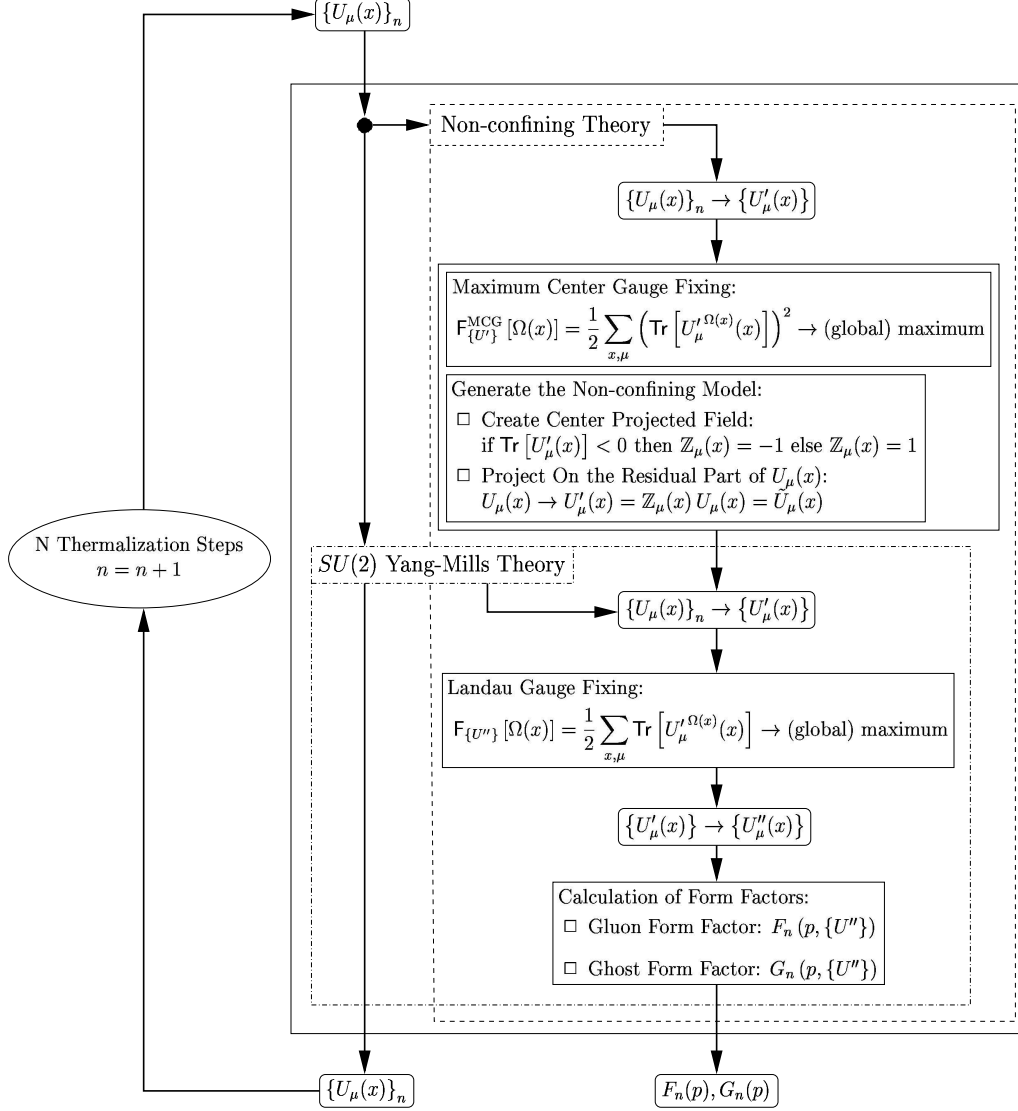 {U_μ(x)}_n
Non-confining Theory
{U_μ(x)}_n → {U′_μ(x)}
Maximum Center Gauge Fixing:
F^MCG_{U′} [Ω(x)] = 1/2 ∑_{x,μ} (Tr [U′_μ^Ω(x)(x)])² → (global) maximum
Generate the Non-confining Model:
□ Create Center Projected Field:
if Tr [U′_μ(x)] < 0 then ℤ_μ(x) = −1 else ℤ_μ(x) = 1
□ Project On the Residual Part of U_μ(x):
U_μ(x) → U′_μ(x) = ℤ_μ(x) U_μ(x) = Ũ_μ(x)
N Thermalization Steps
n = n + 1
SU(2) Yang-Mills Theory
{U_μ(x)}_n → {U′_μ(x)}
Landau Gauge Fixing:
F_{U″} [Ω(x)] = 1/2 ∑_{x,μ} Tr [U′_μ^Ω(x)(x)] → (global) maximum
{U′_μ(x)} → {U″_μ(x)}
Calculation of Form Factors:
□ Gluon Form Factor: F_n (p, {U″})
□ Ghost Form Factor: G_n (p, {U″})
{U_μ(x)}_n
F_n(p), G_n(p)